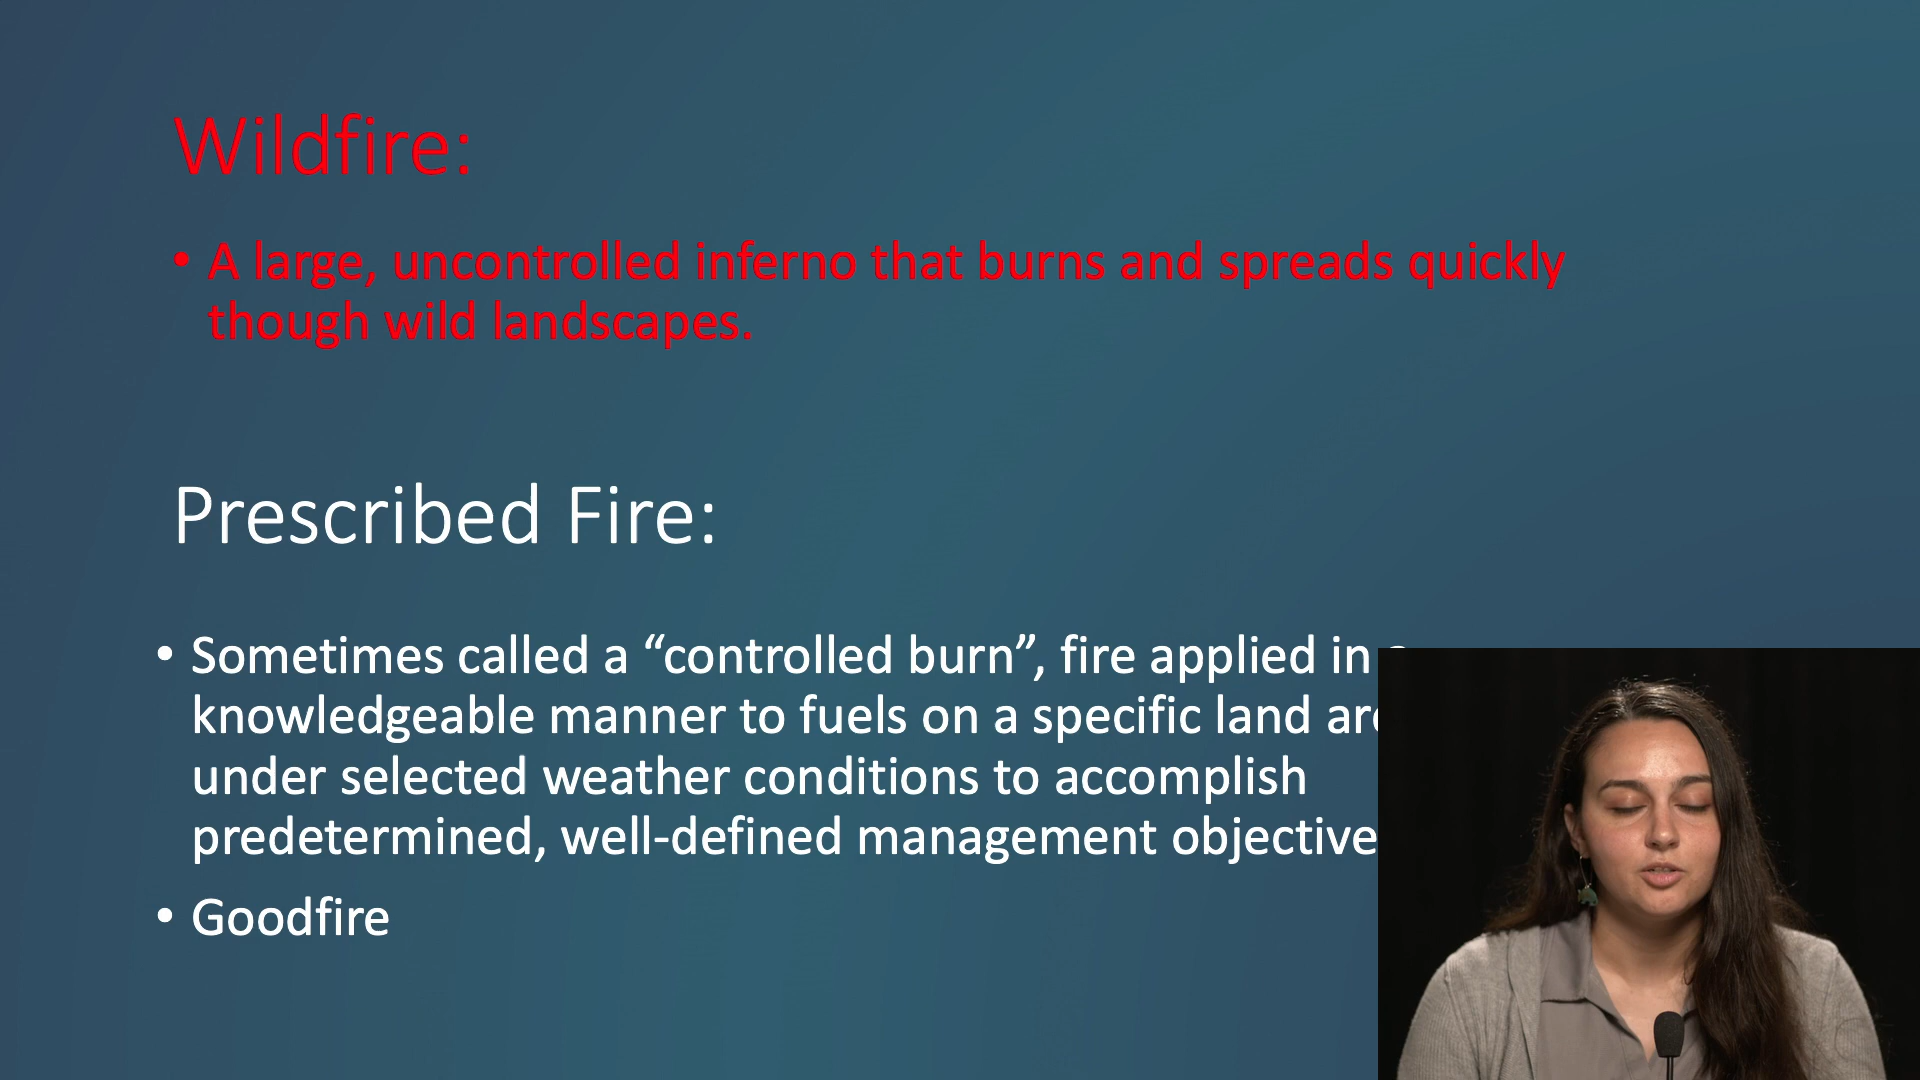 Wildfire:
• A large, uncontrolled inferno that burns and spreads quickly
though wild landscapes.
Prescribed Fire:
• Sometimes called a “controlled burn”, fire applied in
knowledgeable manner to fuels on a specific land
under selected weather conditions to accomplish
predetermined, well-defined management objective
• Goodfire